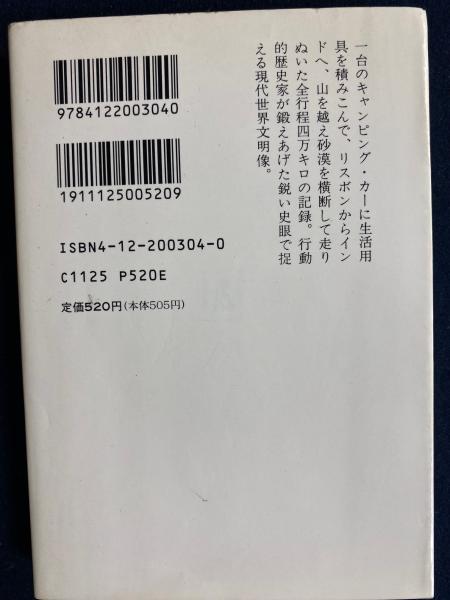 一台のキャンピング・カーに生活用
具を積みこんで、リスボンからイン
ドへ、山を越え砂漠を横断して走り
ぬいた全行程四万キロの記録。行動
的歴史家が鍛えあげた鋭い史眼で捉
える現代世界文明像。
9784122003040
1911125005209
ISBN4-12-200304-0
C1125 P520E
定価520円(本体505円)